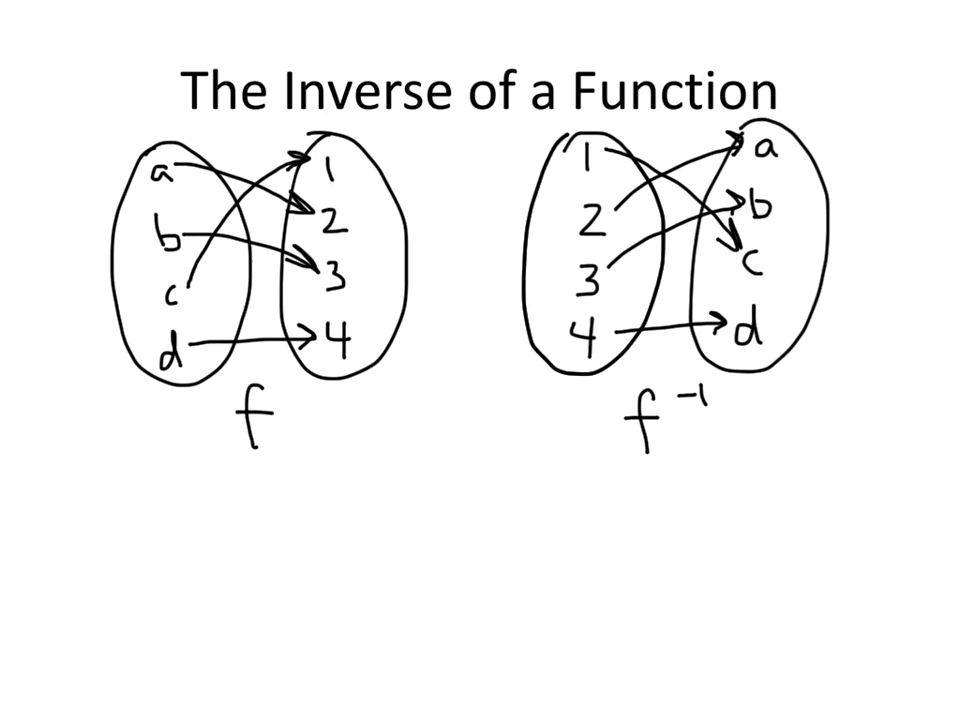 The Inverse of a Function
a 1 1 a
b 2 2 b
c 3 3 c
d 4 4 d
f f⁻¹